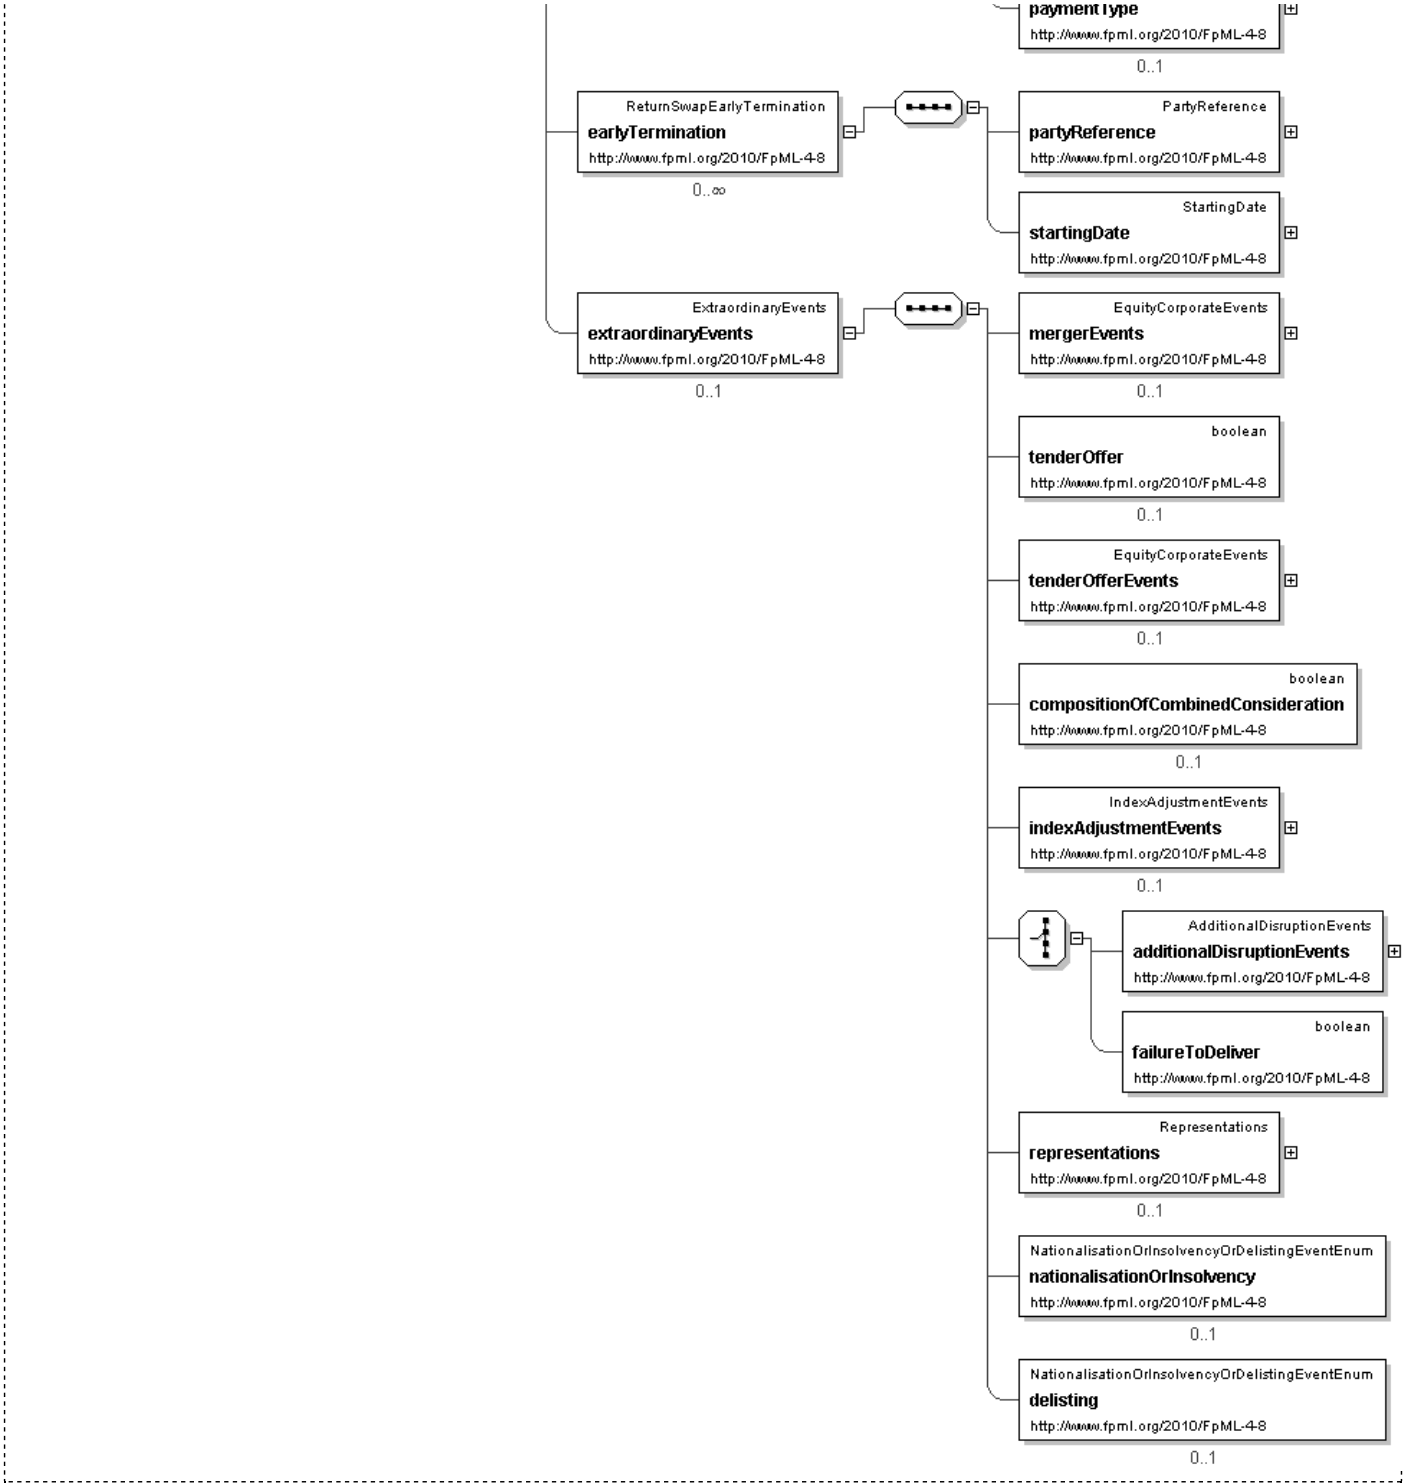 paymentType
http://www.fpml.org/2010/FpML-4-8
0..1
ReturnSwapEarlyTermination
earlyTermination
http://www.fpml.org/2010/FpML-4-8
0..∞
PartyReference
partyReference
http://www.fpml.org/2010/FpML-4-8
StartingDate
startingDate
http://www.fpml.org/2010/FpML-4-8
ExtraordinaryEvents
extraordinaryEvents
http://www.fpml.org/2010/FpML-4-8
0..1
EquityCorporateEvents
mergerEvents
http://www.fpml.org/2010/FpML-4-8
0..1
boolean
tenderOffer
http://www.fpml.org/2010/FpML-4-8
0..1
EquityCorporateEvents
tenderOfferEvents
http://www.fpml.org/2010/FpML-4-8
0..1
boolean
compositionOfCombinedConsideration
http://www.fpml.org/2010/FpML-4-8
0..1
IndexAdjustmentEvents
indexAdjustmentEvents
http://www.fpml.org/2010/FpML-4-8
0..1
AdditionalDisruptionEvents
additionalDisruptionEvents
http://www.fpml.org/2010/FpML-4-8
boolean
failureToDeliver
http://www.fpml.org/2010/FpML-4-8
Representations
representations
http://www.fpml.org/2010/FpML-4-8
0..1
NationalisationOrInsolvencyOrDelistingEventEnum
nationalisationOrInsolvency
http://www.fpml.org/2010/FpML-4-8
0..1
NationalisationOrInsolvencyOrDelistingEventEnum
delisting
http://www.fpml.org/2010/FpML-4-8
0..1